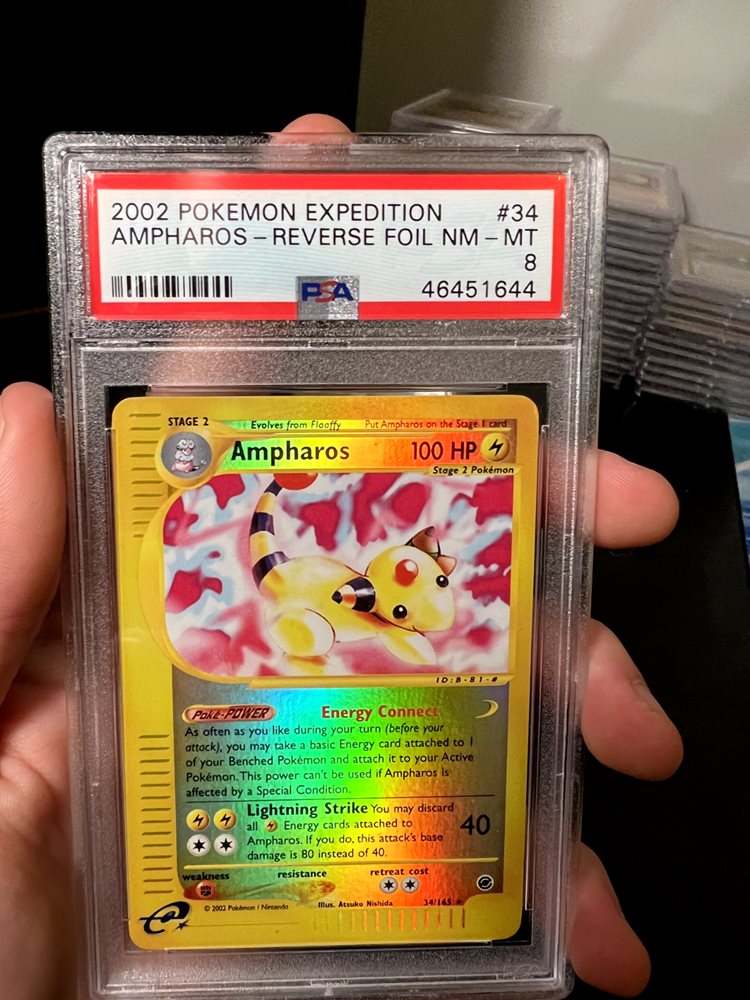 2002 POKEMON EXPEDITION #34
AMPHAROS - REVERSE FOIL NM - MT
8
PSA 46451644
STAGE 2 Evolves from Flaaffy Put Ampharos on the Stage 1 card
Ampharos 100 HP
Stage 2 Pokémon
ID:B-81-#
Poké-POWER Energy Connect
As often as you like during your turn (before your
attack), you may take a basic Energy card attached to 1
of your Benched Pokémon and attach it to your Active
Pokémon. This power can't be used if Ampharos is
affected by a Special Condition.
Lightning Strike You may discard
all Energy cards attached to
Ampharos. If you do, this attack's base
damage is 80 instead of 40.
40
weakness resistance retreat cost
© 2002 Pokémon / Nintendo Illus. Atsuko Nishida 34/165
e